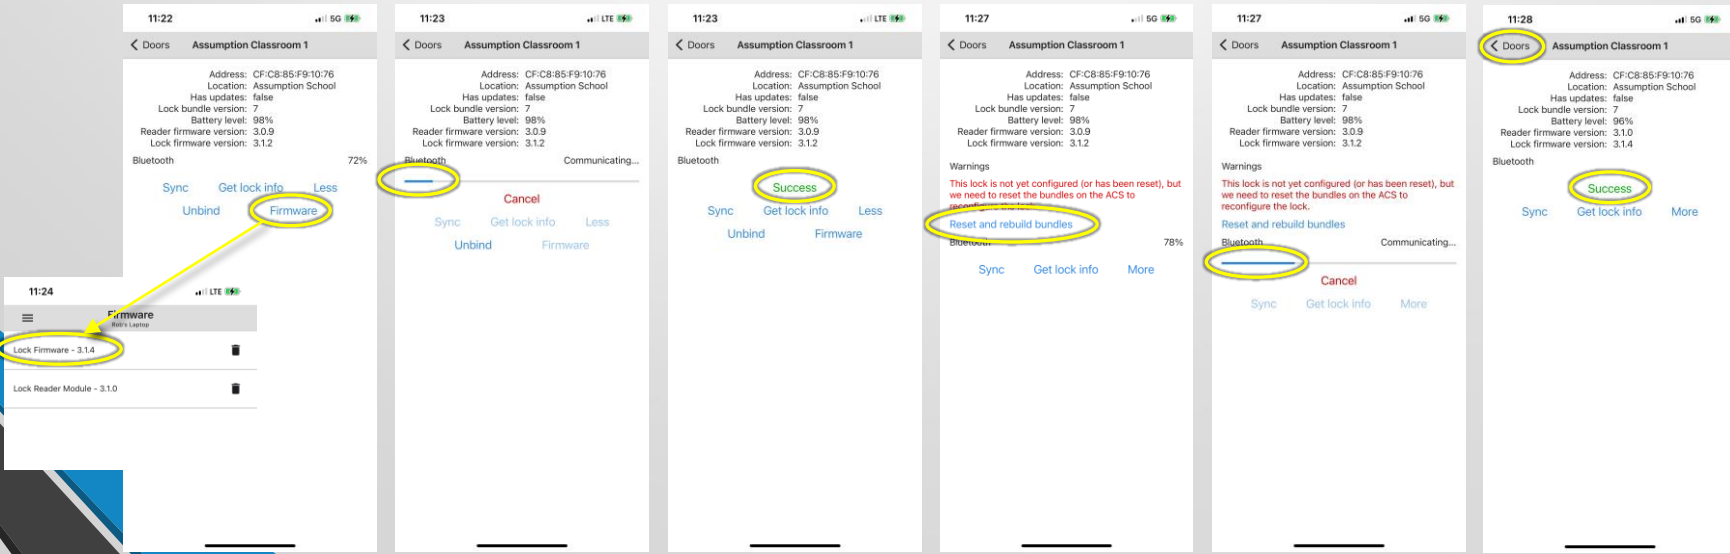 11:22
5G
Doors
Assumption Classroom 1
Address: CF:C8:85:F9:10:76
Location: Assumption School
Has updates: false
Lock bundle version: 7
Battery level: 98%
Reader firmware version: 3.0.9
Lock firmware version: 3.1.2
Bluetooth 72%
Sync Get lock info Less
Unbind Firmware
11:24
LTE
Firmware
Rob's Laptop
Lock Firmware - 3.1.4
Lock Reader Module - 3.1.0
11:23
LTE
Doors
Assumption Classroom 1
Address: CF:C8:85:F9:10:76
Location: Assumption School
Has updates: false
Lock bundle version: 7
Battery level: 98%
Reader firmware version: 3.0.9
Lock firmware version: 3.1.2
Bluetooth Communicating...
Cancel
Sync Get lock info Less
Unbind Firmware
11:23
LTE
Doors
Assumption Classroom 1
Address: CF:C8:85:F9:10:76
Location: Assumption School
Has updates: false
Lock bundle version: 7
Battery level: 98%
Reader firmware version: 3.0.9
Lock firmware version: 3.1.2
Bluetooth
Success
Sync Get lock info Less
Unbind Firmware
11:27
5G
Doors
Assumption Classroom 1
Address: CF:C8:85:F9:10:76
Location: Assumption School
Has updates: false
Lock bundle version: 7
Battery level: 98%
Reader firmware version: 3.0.9
Lock firmware version: 3.1.2
Warnings
This lock is not yet configured (or has been reset), but
we need to reset the bundles on the ACS to
reconfigure the lock.
Reset and rebuild bundles
Bluetooth 78%
Sync Get lock info More
11:27
5G
Doors
Assumption Classroom 1
Address: CF:C8:85:F9:10:76
Location: Assumption School
Has updates: false
Lock bundle version: 7
Battery level: 98%
Reader firmware version: 3.0.9
Lock firmware version: 3.1.2
Warnings
This lock is not yet configured (or has been reset), but
we need to reset the bundles on the ACS to
reconfigure the lock.
Reset and rebuild bundles
Bluetooth Communicating...
Cancel
Sync Get lock info More
11:28
5G
Doors
Assumption Classroom 1
Address: CF:C8:85:F9:10:76
Location: Assumption School
Has updates: false
Lock bundle version: 7
Battery level: 96%
Reader firmware version: 3.1.0
Lock firmware version: 3.1.4
Bluetooth
Success
Sync Get lock info More